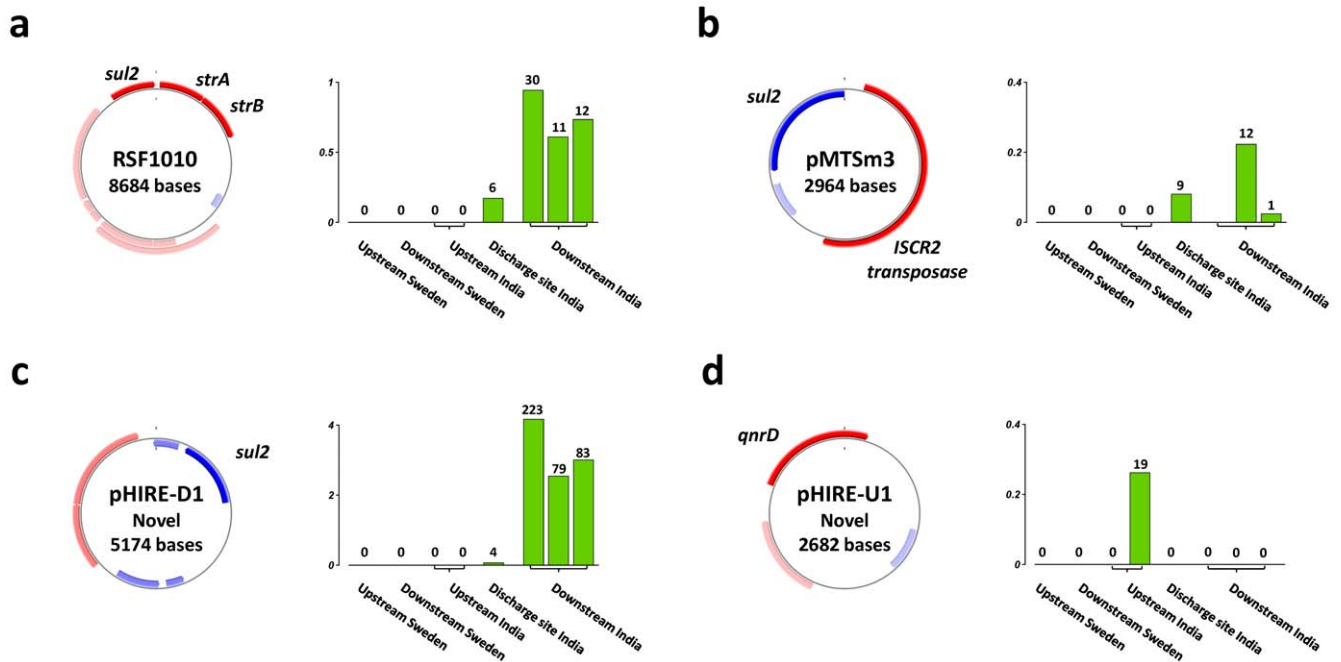 a
sul2
strA
strB
RSF1010
8684 bases
1
0.5
0
0
0
0
0
6
30
11
12
Upstream Sweden
Downstream Sweden
Upstream India
Discharge site India
Downstream India
b
sul2
pMTSm3
2964 bases
ISCR2
transposase
0.4
0.2
0
0
0
0
0
9
12
1
Upstream Sweden
Downstream Sweden
Upstream India
Discharge site India
Downstream India
c
sul2
pHIRE-D1
Novel
5174 bases
4
2
0
0
0
0
0
4
223
79
83
Upstream Sweden
Downstream Sweden
Upstream India
Discharge site India
Downstream India
d
qnrD
pHIRE-U1
Novel
2682 bases
0.4
0.2
0
0
0
0
19
0
0
0
0
Upstream Sweden
Downstream Sweden
Upstream India
Discharge site India
Downstream India